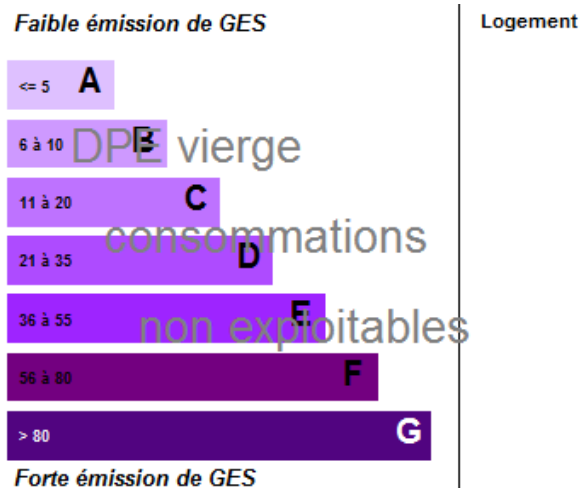 Faible émission de GES
Logement
<= 5 A
6 à 10 B
DPE vierge
11 à 20 C
consommations
21 à 35 D
36 à 55 E
non exploitables
56 à 80 F
> 80 G
Forte émission de GES